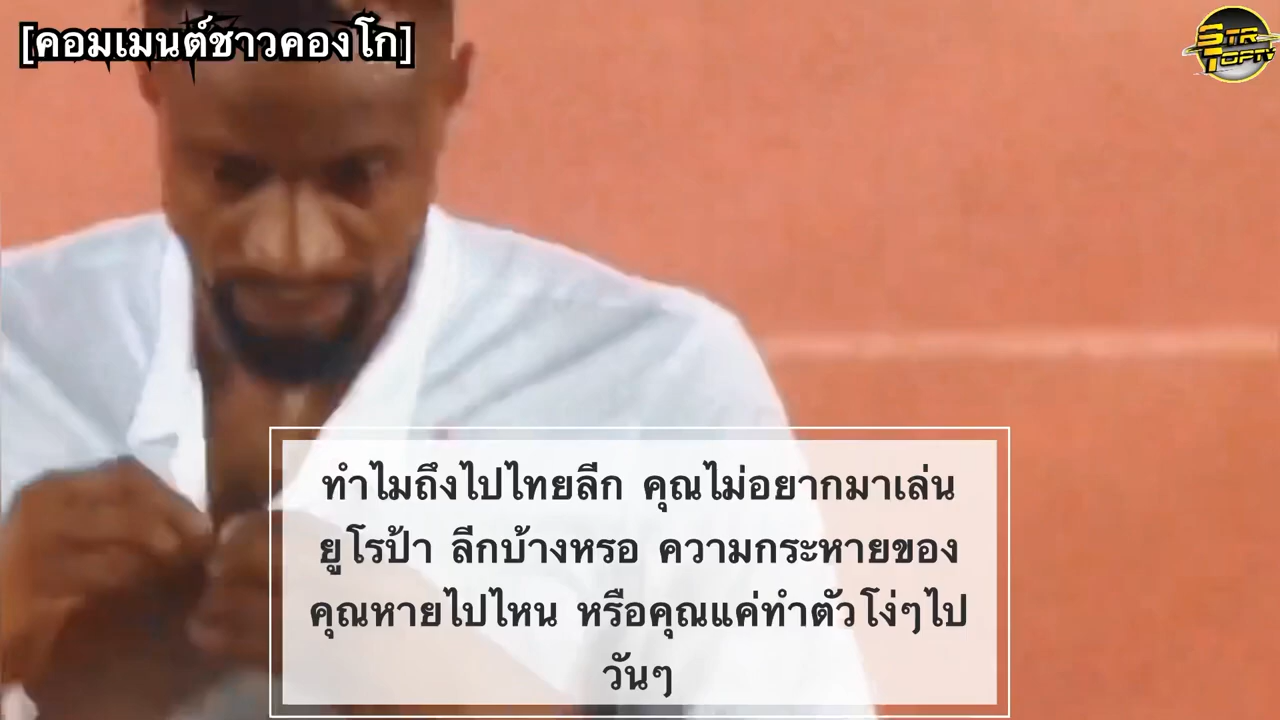 [คอมเมนต์ชาวคองโก]
STR
TOPTV
ทำไมถึงไปไทยลีก คุณไม่อยากมาเล่น
ยูโรป้า ลีกบ้างหรอ ความกระหายของ
คุณหายไปไหน หรือคุณแค่ทำตัวโง่ๆไป
วันๆ